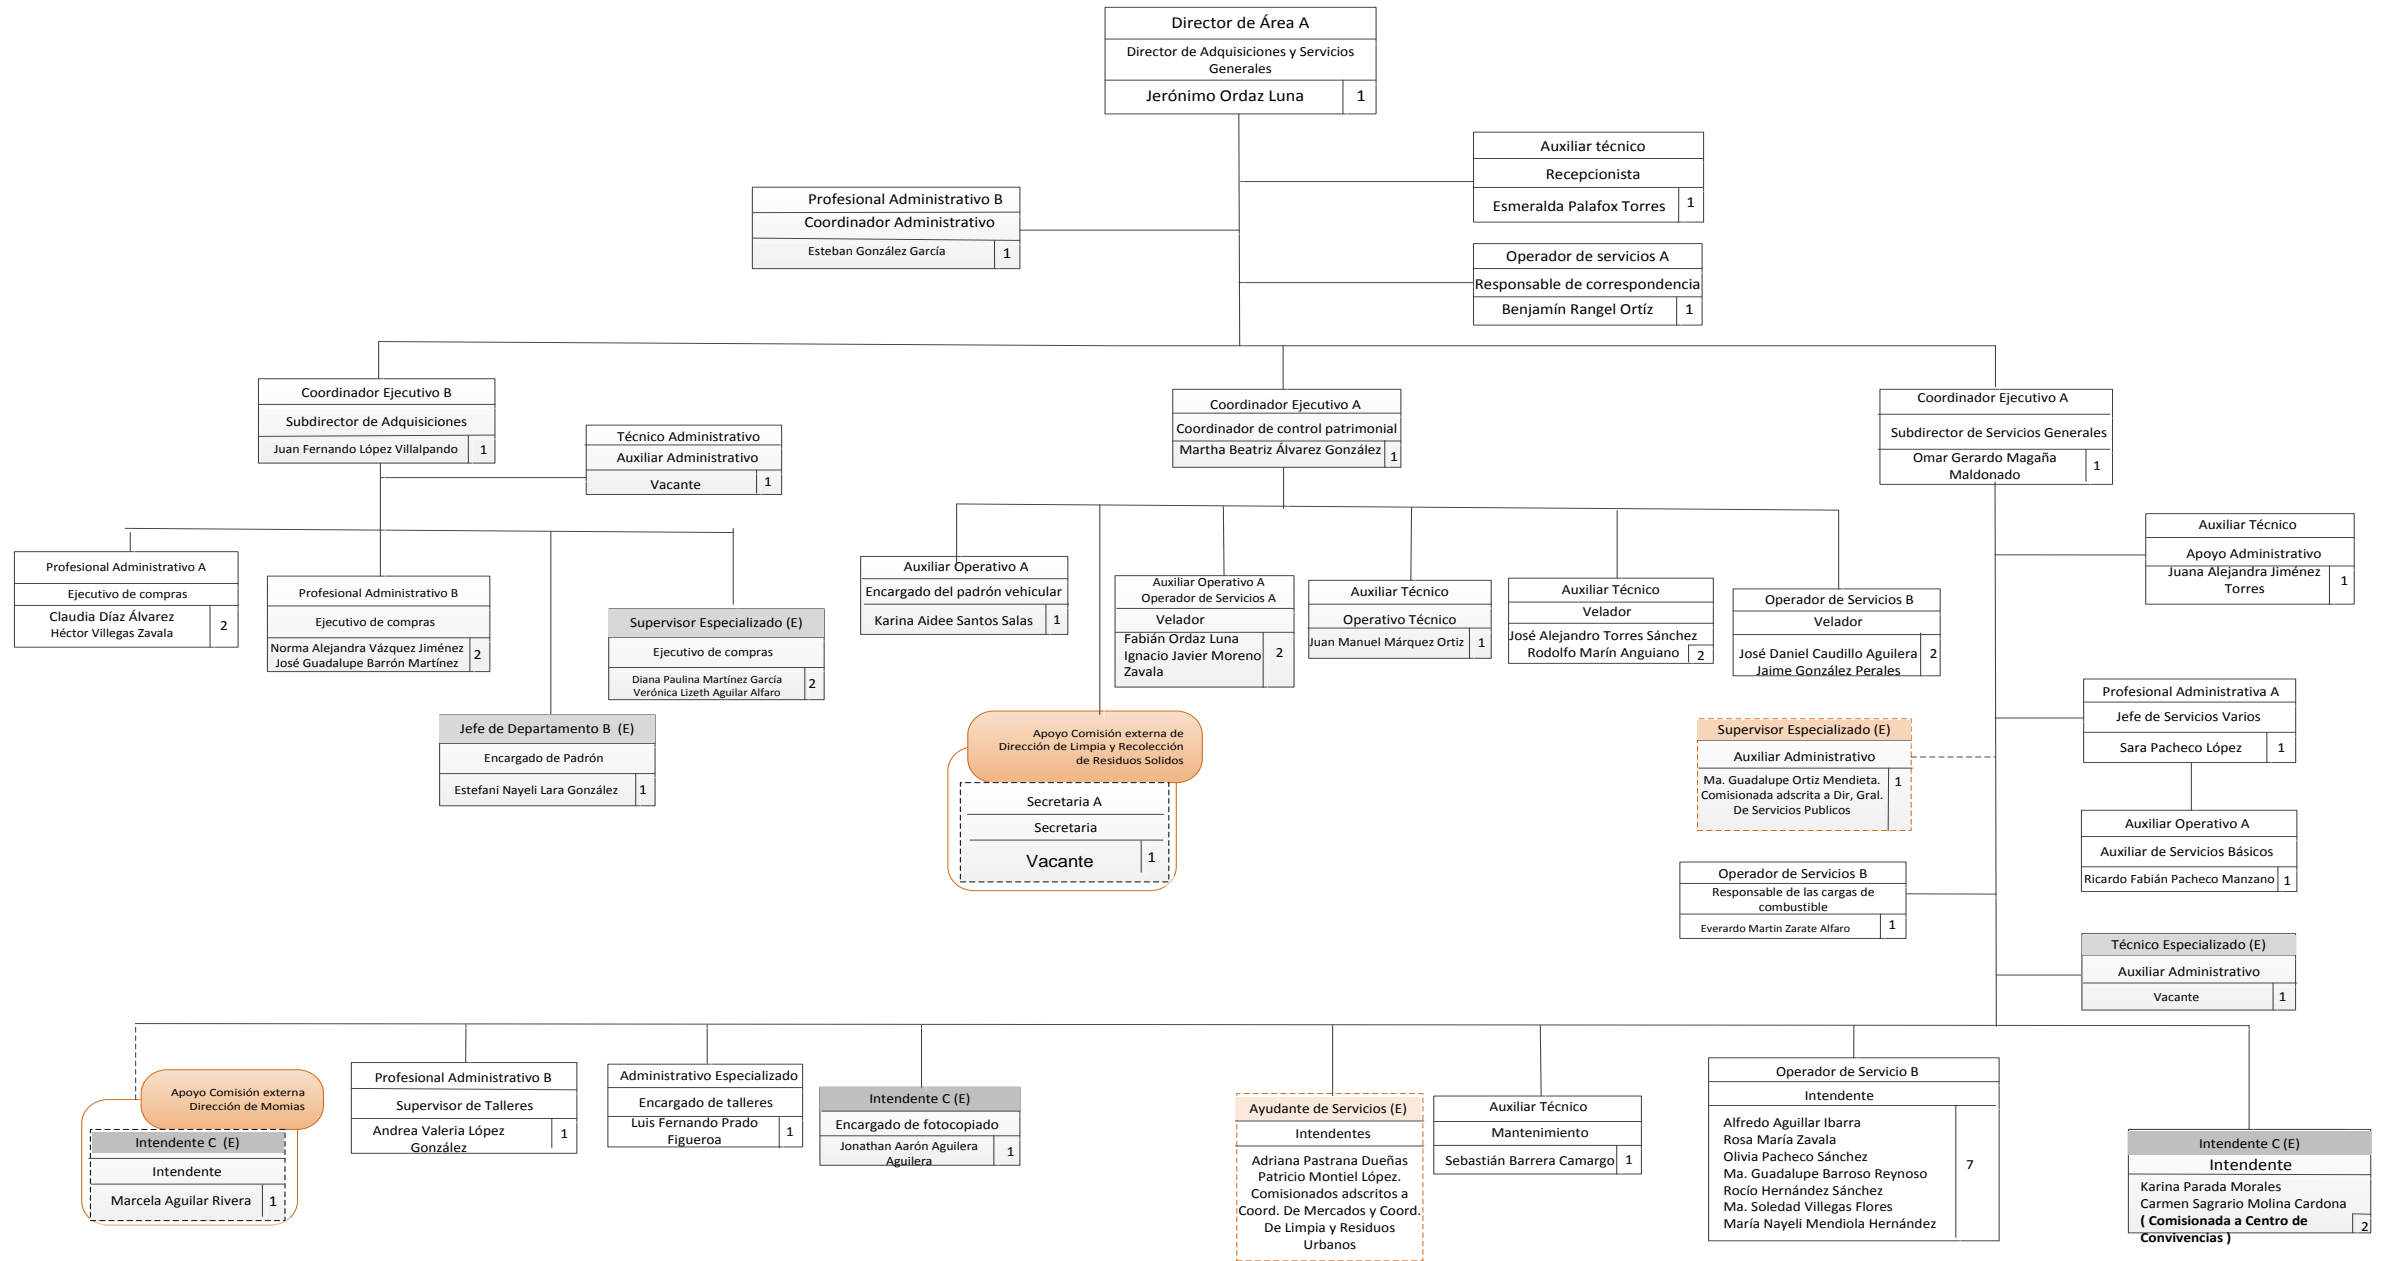 Director de Área A
Director de Adquisiciones y Servicios
Generales
Jerónimo Ordaz Luna
1
Auxiliar técnico
Recepcionista
Esmeralda Palafox Torres
1
Profesional Administrativo B
Coordinador Administrativo
Esteban González García
1
Operador de servicios A
Responsable de correspondencia
Benjamín Rangel Ortíz
1
Coordinador Ejecutivo B
Subdirector de Adquisiciones
Juan Fernando López Villalpando
1
Técnico Administrativo
Auxiliar Administrativo
Vacante
1
Coordinador Ejecutivo A
Coordinador de control patrimonial
Martha Beatriz Álvarez González
1
Coordinador Ejecutivo A
Subdirector de Servicios Generales
Omar Gerardo Magaña
Maldonado
1
Auxiliar Técnico
Apoyo Administrativo
Juana Alejandra Jiménez
Torres
1
Profesional Administrativo A
Ejecutivo de compras
Claudia Díaz Álvarez
Héctor Villegas Zavala
2
Profesional Administrativo B
Ejecutivo de compras
Norma Alejandra Vázquez Jiménez
José Guadalupe Barrón Martínez
2
Supervisor Especializado (E)
Ejecutivo de compras
Diana Paulina Martínez García
Verónica Lizeth Aguilar Alfaro
2
Jefe de Departamento B (E)
Encargado de Padrón
Estefani Nayeli Lara González
1
Auxiliar Operativo A
Encargado del padrón vehicular
Karina Aidee Santos Salas
1
Auxiliar Operativo A
Operador de Servicios A
Velador
Fabián Ordaz Luna
Ignacio Javier Moreno
Zavala
2
Auxiliar Técnico
Operativo Técnico
Juan Manuel Márquez Ortiz
1
Auxiliar Técnico
Velador
José Alejandro Torres Sánchez
Rodolfo Marín Anguiano
2
Operador de Servicios B
Velador
José Daniel Caudillo Aguilera
Jaime González Perales
2
Apoyo Comisión externa de
Dirección de Limpia y Recolección
de Residuos Solidos
Secretaria A
Secretaria
Vacante
1
Supervisor Especializado (E)
Auxiliar Administrativo
Ma. Guadalupe Ortiz Mendieta.
Comisionada adscrita a Dir, Gral.
De Servicios Publicos
1
Profesional Administrativa A
Jefe de Servicios Varios
Sara Pacheco López
1
Auxiliar Operativo A
Auxiliar de Servicios Básicos
Ricardo Fabián Pacheco Manzano
1
Operador de Servicios B
Responsable de las cargas de
combustible
Everardo Martin Zarate Alfaro
1
Técnico Especializado (E)
Auxiliar Administrativo
Vacante
1
Apoyo Comisión externa
Dirección de Momias
Intendente C (E)
Intendente
Marcela Aguilar Rivera
1
Profesional Administrativo B
Supervisor de Talleres
Andrea Valeria López
González
1
Administrativo Especializado
Encargado de talleres
Luis Fernando Prado
Figueroa
1
Intendente C (E)
Encargado de fotocopiado
Jonathan Aarón Aguilera
Aguilera
1
Ayudante de Servicios (E)
Intendentes
Adriana Pastrana Dueñas
Patricio Montiel López.
Comisionados adscritos a
Coord. De Mercados y Coord.
De Limpia y Residuos
Urbanos
Auxiliar Técnico
Mantenimiento
Sebastián Barrera Camargo
1
Operador de Servicio B
Intendente
Alfredo Aguillar Ibarra
Rosa María Zavala
Olivia Pacheco Sánchez
Ma. Guadalupe Barroso Reynoso
Rocío Hernández Sánchez
Ma. Soledad Villegas Flores
María Nayeli Mendiola Hernández
7
Intendente C (E)
Intendente
Karina Parada Morales
Carmen Sagrario Molina Cardona
( Comisionada a Centro de
Convivencias )
2